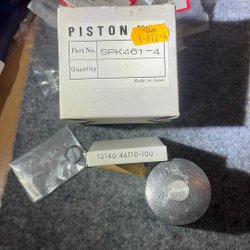 PISTON
Part No. SPK461-4
Quantity
Made in Japan
12140-46110-100